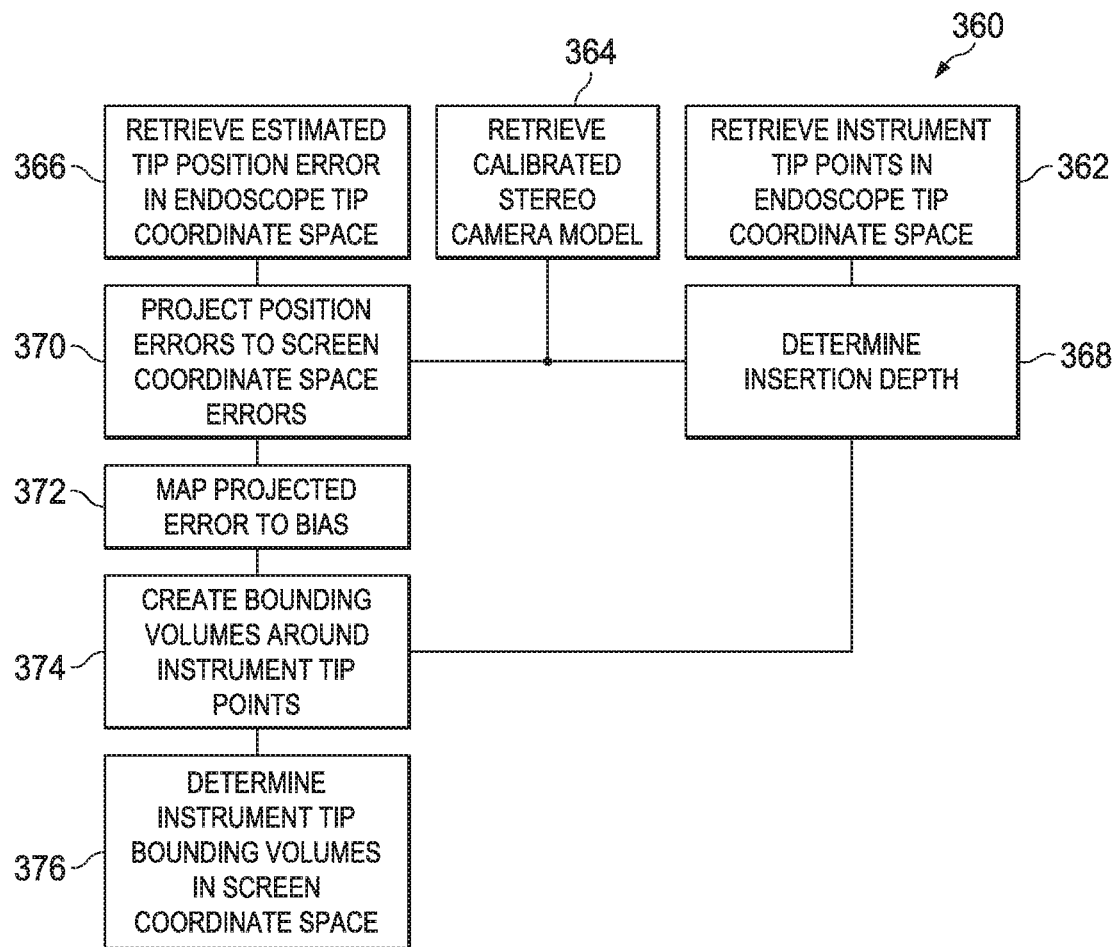 360
364
RETRIEVE ESTIMATED
TIP POSITION ERROR
IN ENDOSCOPE TIP
COORDINATE SPACE
366
RETRIEVE
CALIBRATED
STEREO
CAMERA MODEL
RETRIEVE INSTRUMENT
TIP POINTS IN
ENDOSCOPE TIP
COORDINATE SPACE
362
PROJECT POSITION
ERRORS TO SCREEN
COORDINATE SPACE
ERRORS
370
DETERMINE
INSERTION DEPTH
368
MAP PROJECTED
ERROR TO BIAS
372
CREATE BOUNDING
VOLUMES AROUND
INSTRUMENT TIP
POINTS
374
DETERMINE
INSTRUMENT TIP
BOUNDING VOLUMES
IN SCREEN
COORDINATE SPACE
376